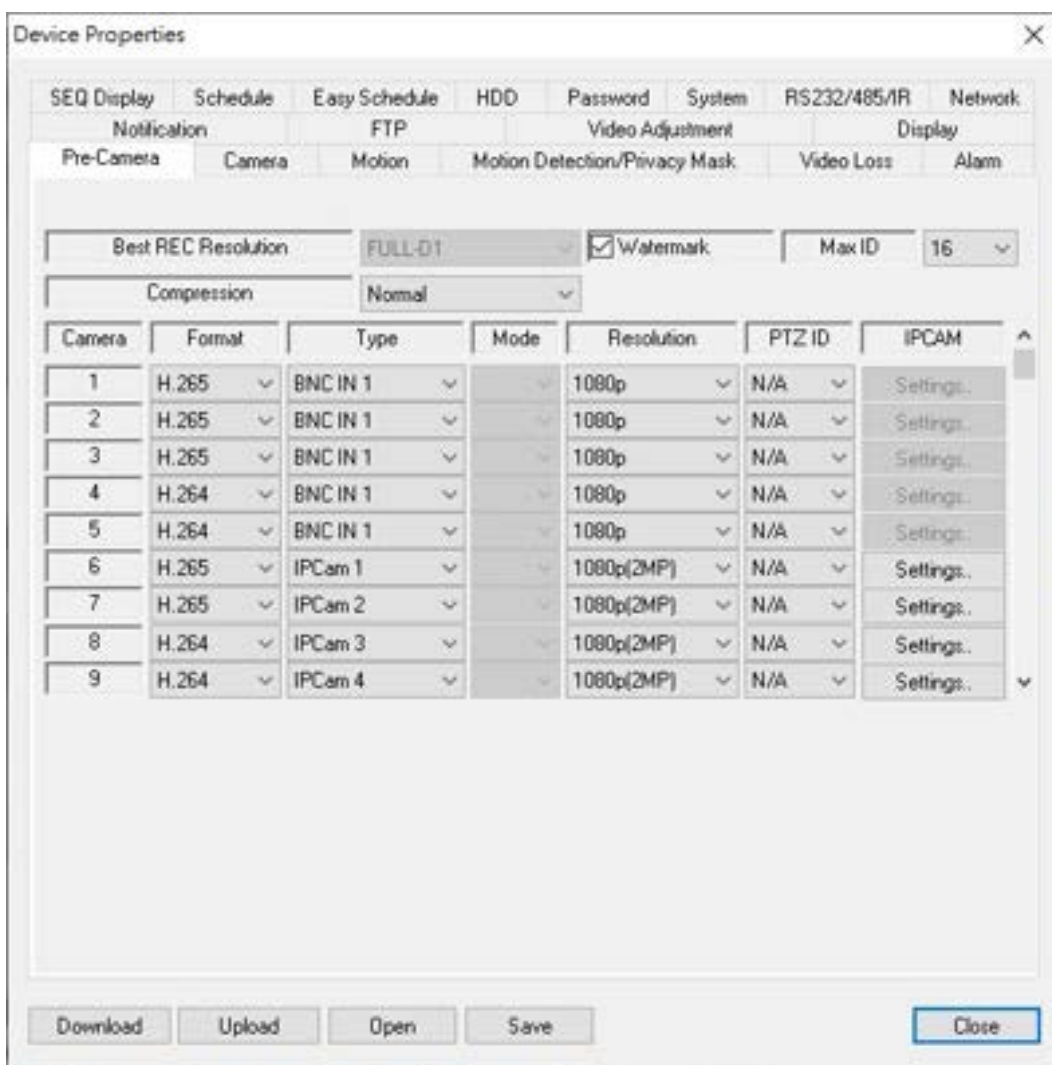 Device Properties
SEQ Display Schedule Easy Schedule HDD Password System RS232/485/IR Network
Notification FTP Video Adjustment Display
Pre-Camera Camera Motion Motion Detection/Privacy Mask Video Loss Alarm
Best REC Resolution FULL-D1 Watermark Max ID 16
Compression Normal
Camera Format Type Mode Resolution PTZ ID IPCAM
1 H.265 BNC IN 1 1080p N/A Settings..
2 H.265 BNC IN 1 1080p N/A Settings..
3 H.265 BNC IN 1 1080p N/A Settings..
4 H.264 BNC IN 1 1080p N/A Settings..
5 H.264 BNC IN 1 1080p N/A Settings..
6 H.265 IPCam 1 1080p(2MP) N/A Settings..
7 H.265 IPCam 2 1080p(2MP) N/A Settings..
8 H.264 IPCam 3 1080p(2MP) N/A Settings..
9 H.264 IPCam 4 1080p(2MP) N/A Settings..
Download Upload Open Save Close